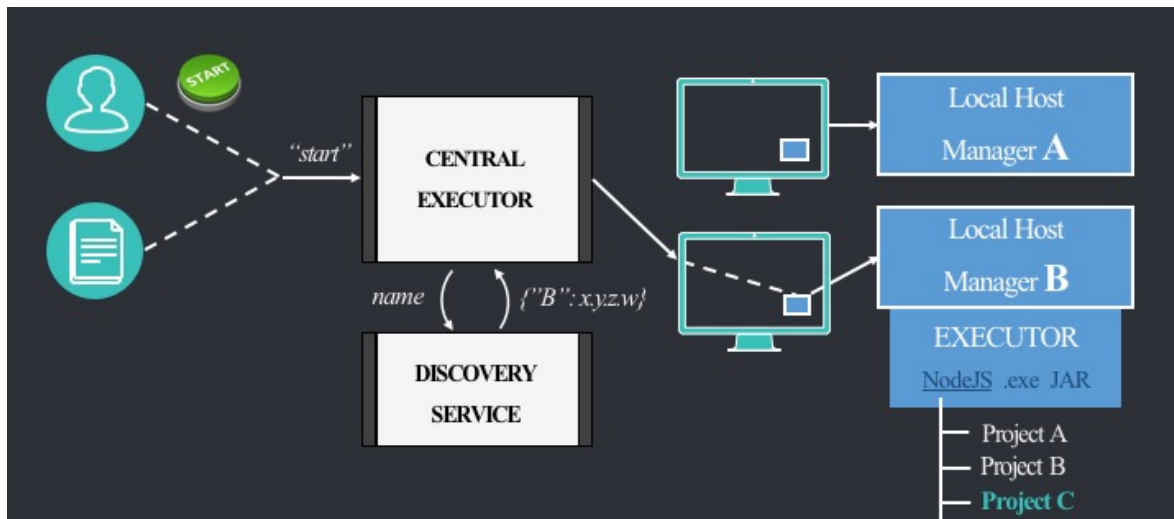 START
"start"
CENTRAL
EXECUTOR
name
{"B": x.y.z.w}
DISCOVERY
SERVICE
Local Host
Manager A
Local Host
Manager B
EXECUTOR
NodeJS .exe JAR
Project A
Project B
Project C